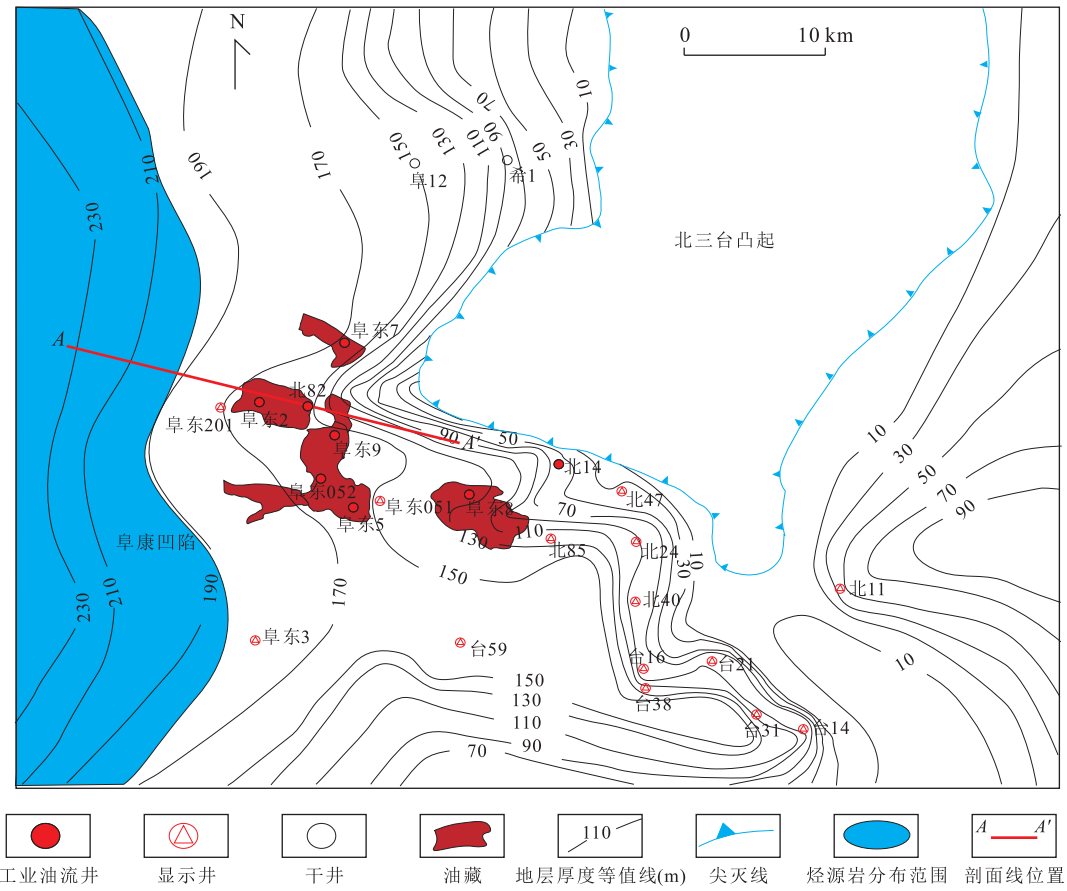 N
0 10 km
10
70
90
110
130
150
50
30
170
190
210
230
阜12
希1
北三台凸起
A
阜东7
北82
阜东201
阜东2
90
A′
50
阜东9
10
30
50
70
90
北14
北47
阜东052
阜东051
阜东8
阜东5
70
110
130
北85
北24
阜康凹陷
150
10
30
190
170
210
230
北40
北11
阜东3
台59
台16
台21
10
150
130
台38
110
台31
台14
70
90
110
A A′
工业油流井
显示井
干井
油藏
地层厚度等值线(m)
尖灭线
烃源岩分布范围
剖面线位置